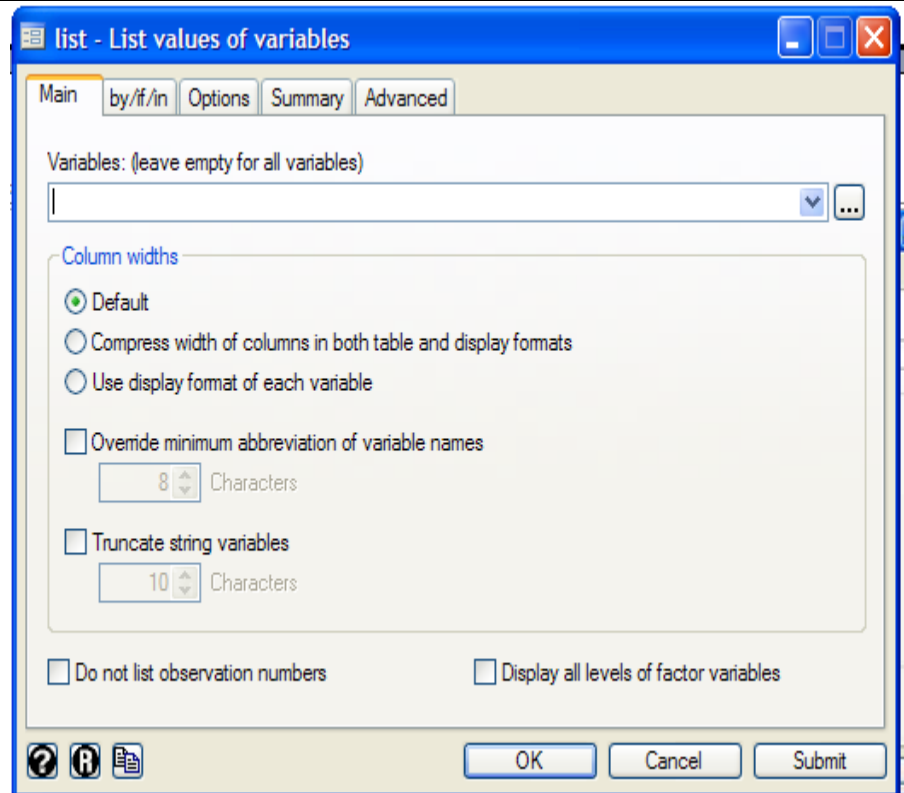 list - List values of variables
Main by/if/in Options Summary Advanced
Variables: (leave empty for all variables)
...
Column widths
Default
Compress width of columns in both table and display formats
Use display format of each variable
Override minimum abbreviation of variable names
8 Characters
Truncate string variables
10 Characters
Do not list observation numbers Display all levels of factor variables
? R OK Cancel Submit